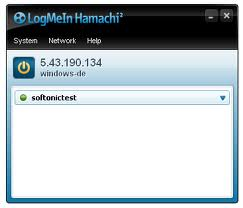 LogMeIn Hamachi²
System Network Help
5.43.190.134
windows-de
softonictest